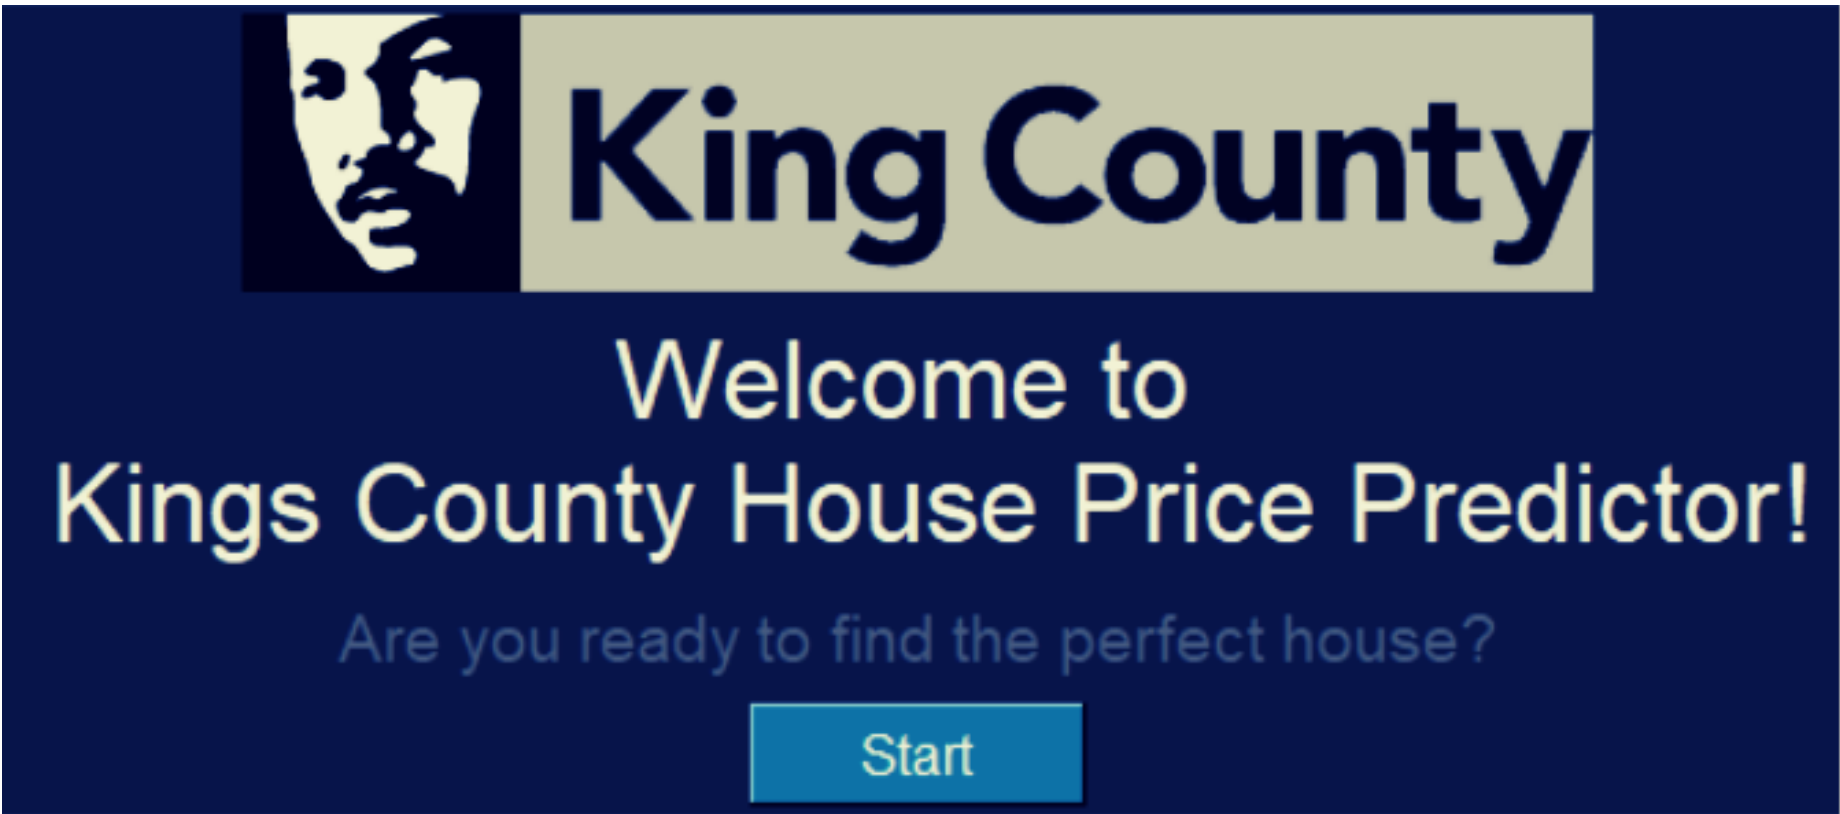 King County
Welcome to
Kings County House Price Predictor!
Are you ready to find the perfect house?
Start